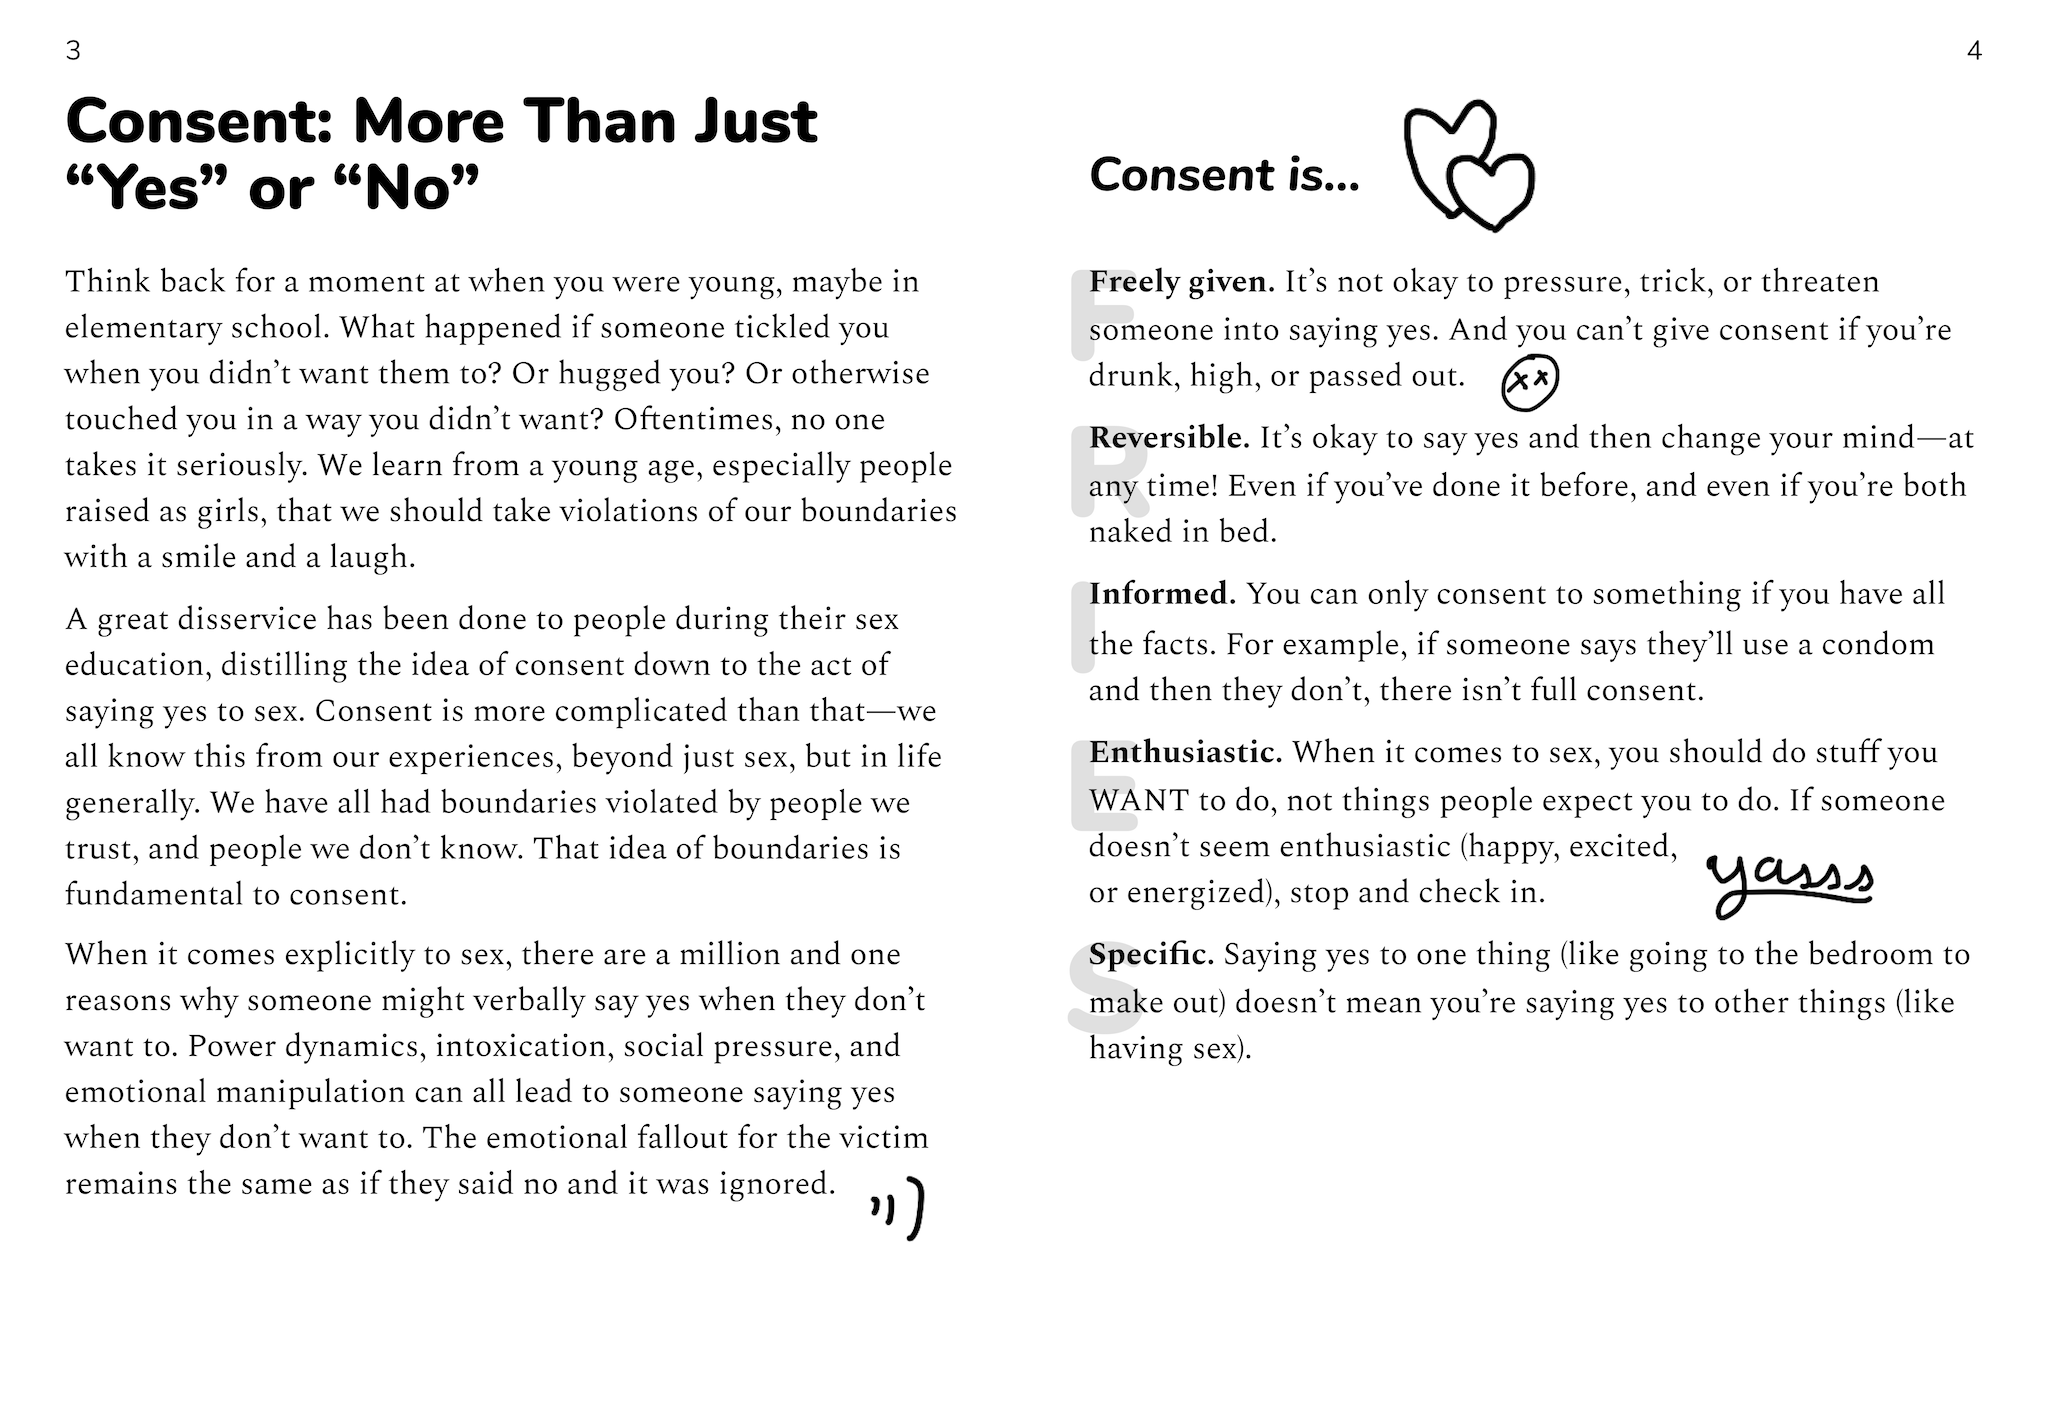 3
Consent: More Than Just
“Yes” or “No”
Think back for a moment at when you were young, maybe in
elementary school. What happened if someone tickled you
when you didn’t want them to? Or hugged you? Or otherwise
touched you in a way you didn’t want? Oftentimes, no one
takes it seriously. We learn from a young age, especially people
raised as girls, that we should take violations of our boundaries
with a smile and a laugh.
A great disservice has been done to people during their sex
education, distilling the idea of consent down to the act of
saying yes to sex. Consent is more complicated than that—we
all know this from our experiences, beyond just sex, but in life
generally. We have all had boundaries violated by people we
trust, and people we don’t know. That idea of boundaries is
fundamental to consent.
When it comes explicitly to sex, there are a million and one
reasons why someone might verbally say yes when they don’t
want to. Power dynamics, intoxication, social pressure, and
emotional manipulation can all lead to someone saying yes
when they don’t want to. The emotional fallout for the victim
remains the same as if they said no and it was ignored.
4
Consent is...
F
Freely given. It’s not okay to pressure, trick, or threaten
someone into saying yes. And you can’t give consent if you’re
drunk, high, or passed out.
R
Reversible. It’s okay to say yes and then change your mind—at
any time! Even if you’ve done it before, and even if you’re both
naked in bed.
I
Informed. You can only consent to something if you have all
the facts. For example, if someone says they’ll use a condom
and then they don’t, there isn’t full consent.
E
Enthusiastic. When it comes to sex, you should do stuff you
WANT to do, not things people expect you to do. If someone
doesn’t seem enthusiastic (happy, excited,
or energized), stop and check in.
yasss
S
Specific. Saying yes to one thing (like going to the bedroom to
make out) doesn’t mean you’re saying yes to other things (like
having sex).